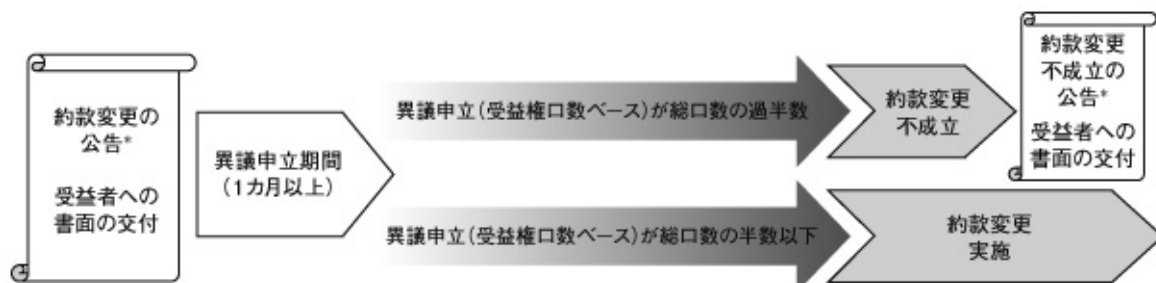 約款変更の
公告*
受益者への
書面の交付
異議申立期間
(1カ月以上)
異議申立(受益権口数ベース)が総口数の過半数
約款変更
不成立
約款変更
不成立の
公告*
受益者への
書面の交付
異議申立(受益権口数ベース)が総口数の半数以下
約款変更
実施